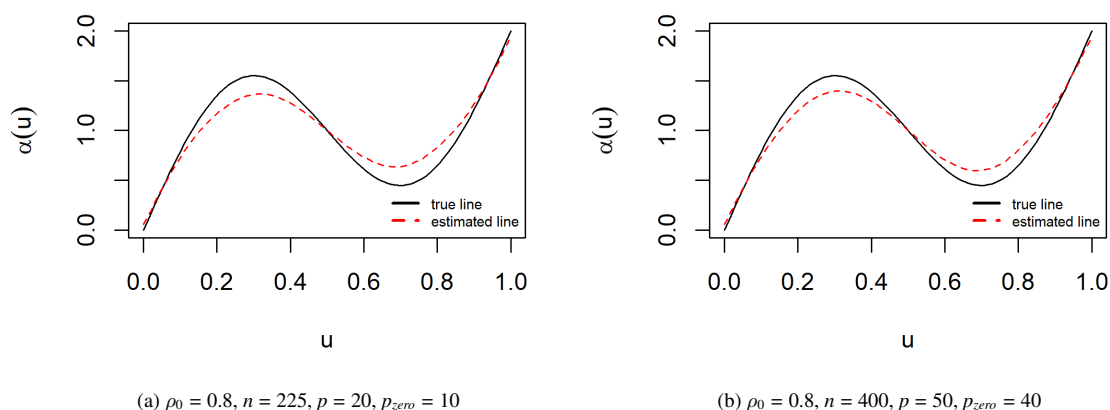 2.0
1.0
0.0
α(u)
true line
estimated line
0.0 0.2 0.4 0.6 0.8 1.0
u
(a) ρ0 = 0.8, n = 225, p = 20, pzero = 10
2.0
1.0
0.0
α(u)
true line
estimated line
0.0 0.2 0.4 0.6 0.8 1.0
u
(b) ρ0 = 0.8, n = 400, p = 50, pzero = 40